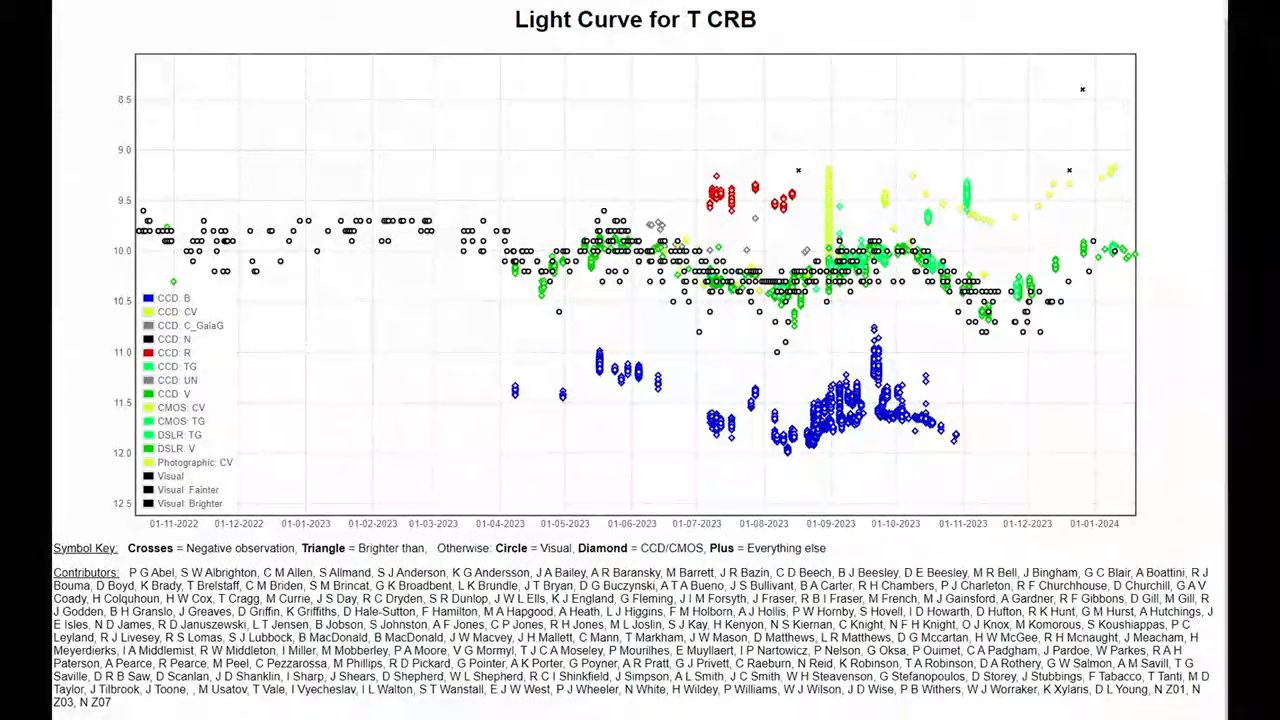 Light Curve for T CRB
8.5
9.0
9.5
10.0
10.5
11.0
11.5
12.0
12.5
CCD: B
CCD: CV
CCD: C_GaiaG
CCD: N
CCD: R
CCD: TG
CCD: UN
CCD: V
CMOS: CV
CMOS: TG
DSLR: TG
DSLR: V
Photographic: CV
Visual
Visual: Fainter
Visual: Brighter
01-11-2022 01-12-2022 01-01-2023 01-02-2023 01-03-2023 01-04-2023 01-05-2023 01-06-2023 01-07-2023 01-08-2023 01-09-2023 01-10-2023 01-11-2023 01-12-2023 01-01-2024
Symbol Key: Crosses = Negative observation, Triangle = Brighter than, Otherwise: Circle = Visual, Diamond = CCD/CMOS, Plus = Everything else
Contributors: P G Abel, S W Albrighton, C M Allen, S Allmand, S J Anderson, K G Andersson, J A Bailey, A R Baransky, M Barrett, J R Bazin, C D Beech, B J Beesley, D E Beesley, M R Bell, J Bingham, G C Blair, A Boattini, R J
Bouma, D Boyd, K Brady, T Brelstaff, C M Briden, S M Brincat, G K Broadbent, L K Brundle, J T Bryan, D G Buczynski, A T A Bueno, J S Bullivant, B A Carter, R H Chambers, P J Charleton, R F Churchhouse, D Churchill, G A V
Coady, H Colquhoun, H W Cox, T Cragg, M Currie, J S Day, R C Dryden, S R Dunlop, J W L Ells, K J England, G Fleming, J I M Forsyth, J Fraser, R B I Fraser, M French, M J Gainsford, A Gardner, R F Gibbons, D Gill, M Gill, R
J Godden, B H Granslo, J Greaves, D Griffin, K Griffiths, D Hale-Sutton, F Hamilton, M A Hapgood, A Heath, L J Higgins, F M Holborn, A J Hollis, P W Hornby, S Hovell, I D Howarth, D Hufton, R K Hunt, G M Hurst, A Hutchings, J
E Isles, N D James, R D Januszewski, L T Jensen, B Jobson, S Johnston, A F Jones, C P Jones, R H Jones, M L Joslin, S J Kay, H Kenyon, N S Kiernan, C Knight, N F H Knight, O J Knox, M Komorous, S Koushiappas, P C
Leyland, R J Livesey, R S Lomas, S J Lubbock, B MacDonald, B MacDonald, J W Macvey, J H Mallett, C Mann, T Markham, J W Mason, D Matthews, L R Matthews, D G Mccartan, H W McGee, R H Mcnaught, J Meacham, H
Meyerdierks, I A Middlemist, R W Middleton, I Miller, M Mobberley, P A Moore, V G Mormyl, T J C A Moseley, P Mourilhes, E Muyllaert, I P Nartowicz, P Nelson, G Oksa, P Ouimet, C A Padgham, J Pardoe, W Parkes, R A H
Paterson, A Pearce, R Pearce, M Peel, C Pezzarossa, M Phillips, R D Pickard, G Pointer, A K Porter, G Poyner, A R Pratt, G J Privett, C Raeburn, N Reid, K Robinson, T A Robinson, D A Rothery, G W Salmon, A M Savill, T G
Saville, D R B Saw, D Scanlan, J D Shanklin, I Sharp, J Shears, D Shepherd, W L Shepherd, R C I Shinkfield, J Simpson, A L Smith, J C Smith, W H Steavenson, G Stefanopoulos, D Storey, J Stubbings, F Tabacco, T Tanti, M D
Taylor, J Tilbrook, J Toone, , M Usatov, T Vale, I Vyecheslav, I L Walton, S T Wanstall, E J W West, P J Wheeler, N White, H Wildey, P Williams, W J Wilson, J D Wise, P B Withers, W J Worraker, K Xylaris, D L Young, N Z01, N
Z03, N Z07